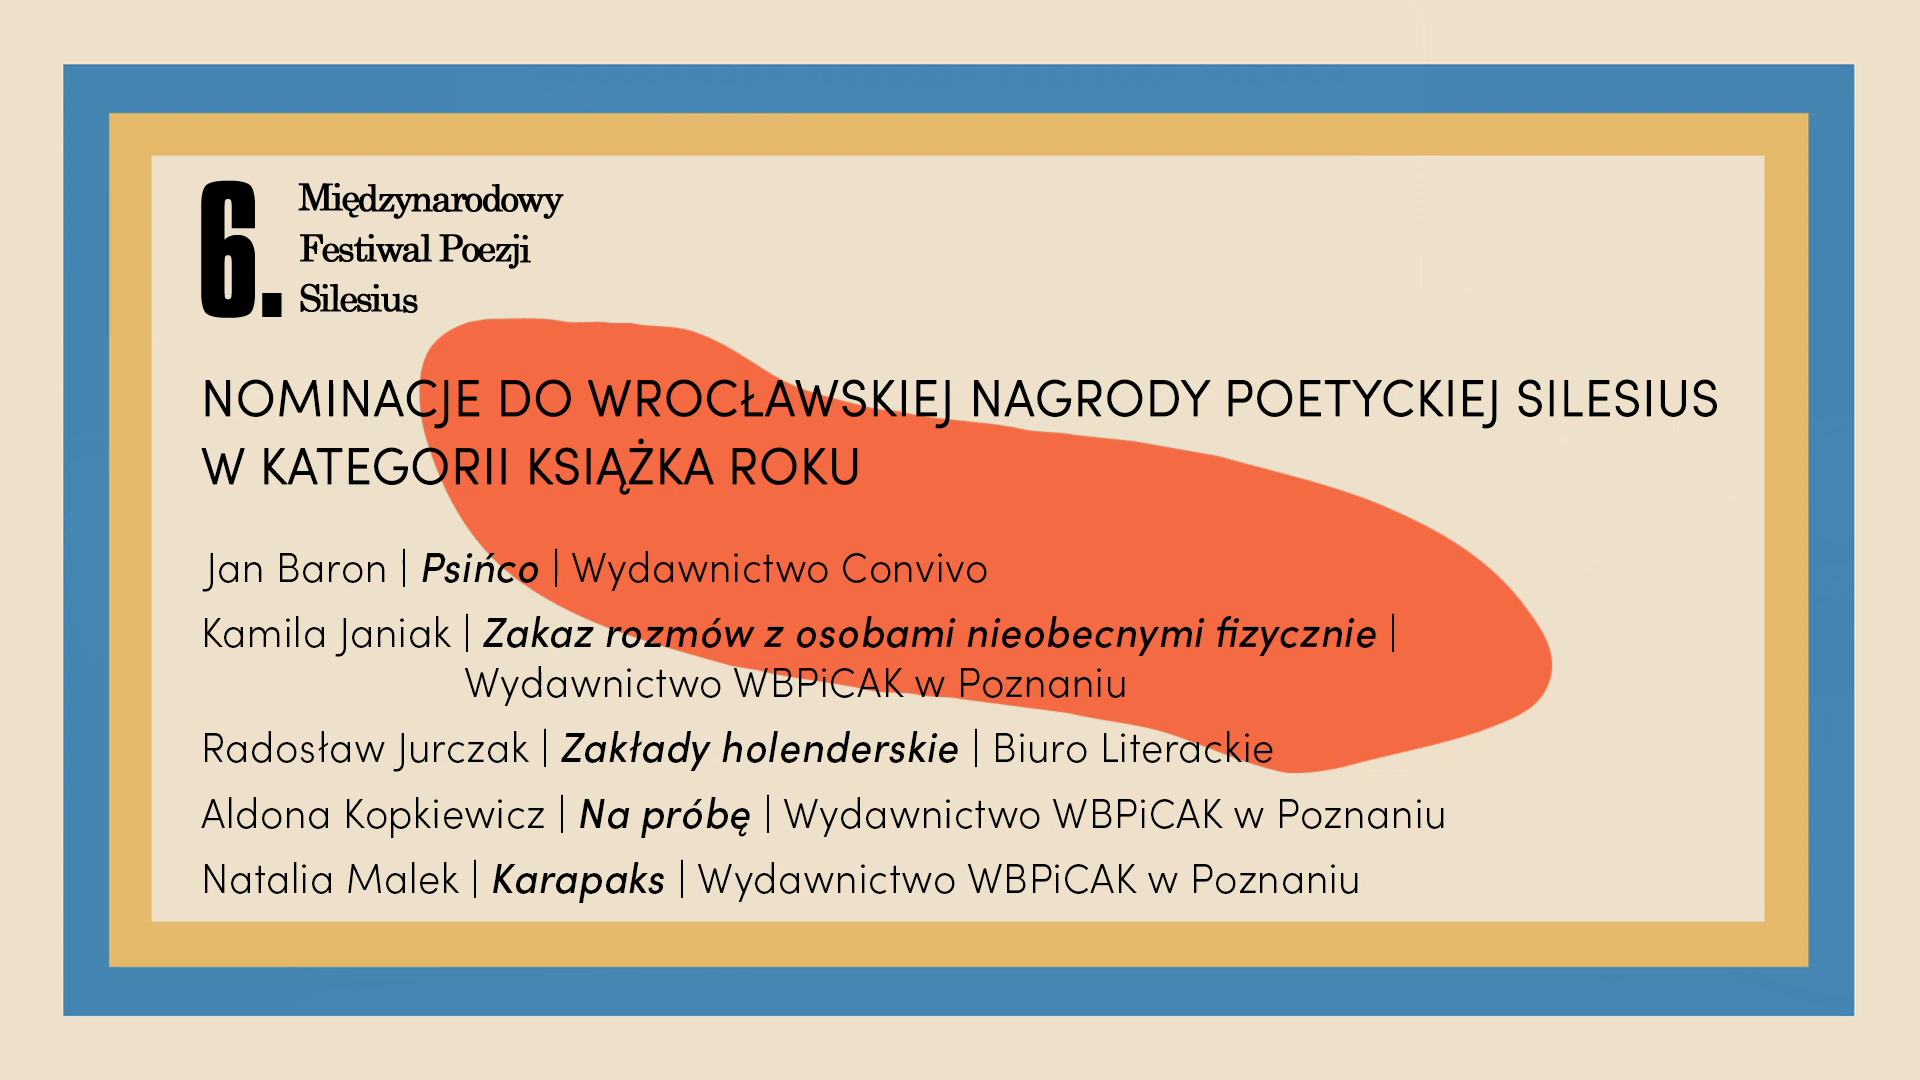 6. Międzynarodowy
Festiwal Poezji
Silesius
NOMINACJE DO WROCŁAWSKIEJ NAGRODY POETYCKIEJ SILESIUS
W KATEGORII KSIĄŻKA ROKU
Jan Baron | Psińco | Wydawnictwo Convivo
Kamila Janiak | Zakaz rozmów z osobami nieobecnymi fizycznie |
Wydawnictwo WBPiCAK w Poznaniu
Radosław Jurczak | Zakłady holenderskie | Biuro Literackie
Aldona Kopkiewicz | Na próbę | Wydawnictwo WBPiCAK w Poznaniu
Natalia Malek | Karapaks | Wydawnictwo WBPiCAK w Poznaniu